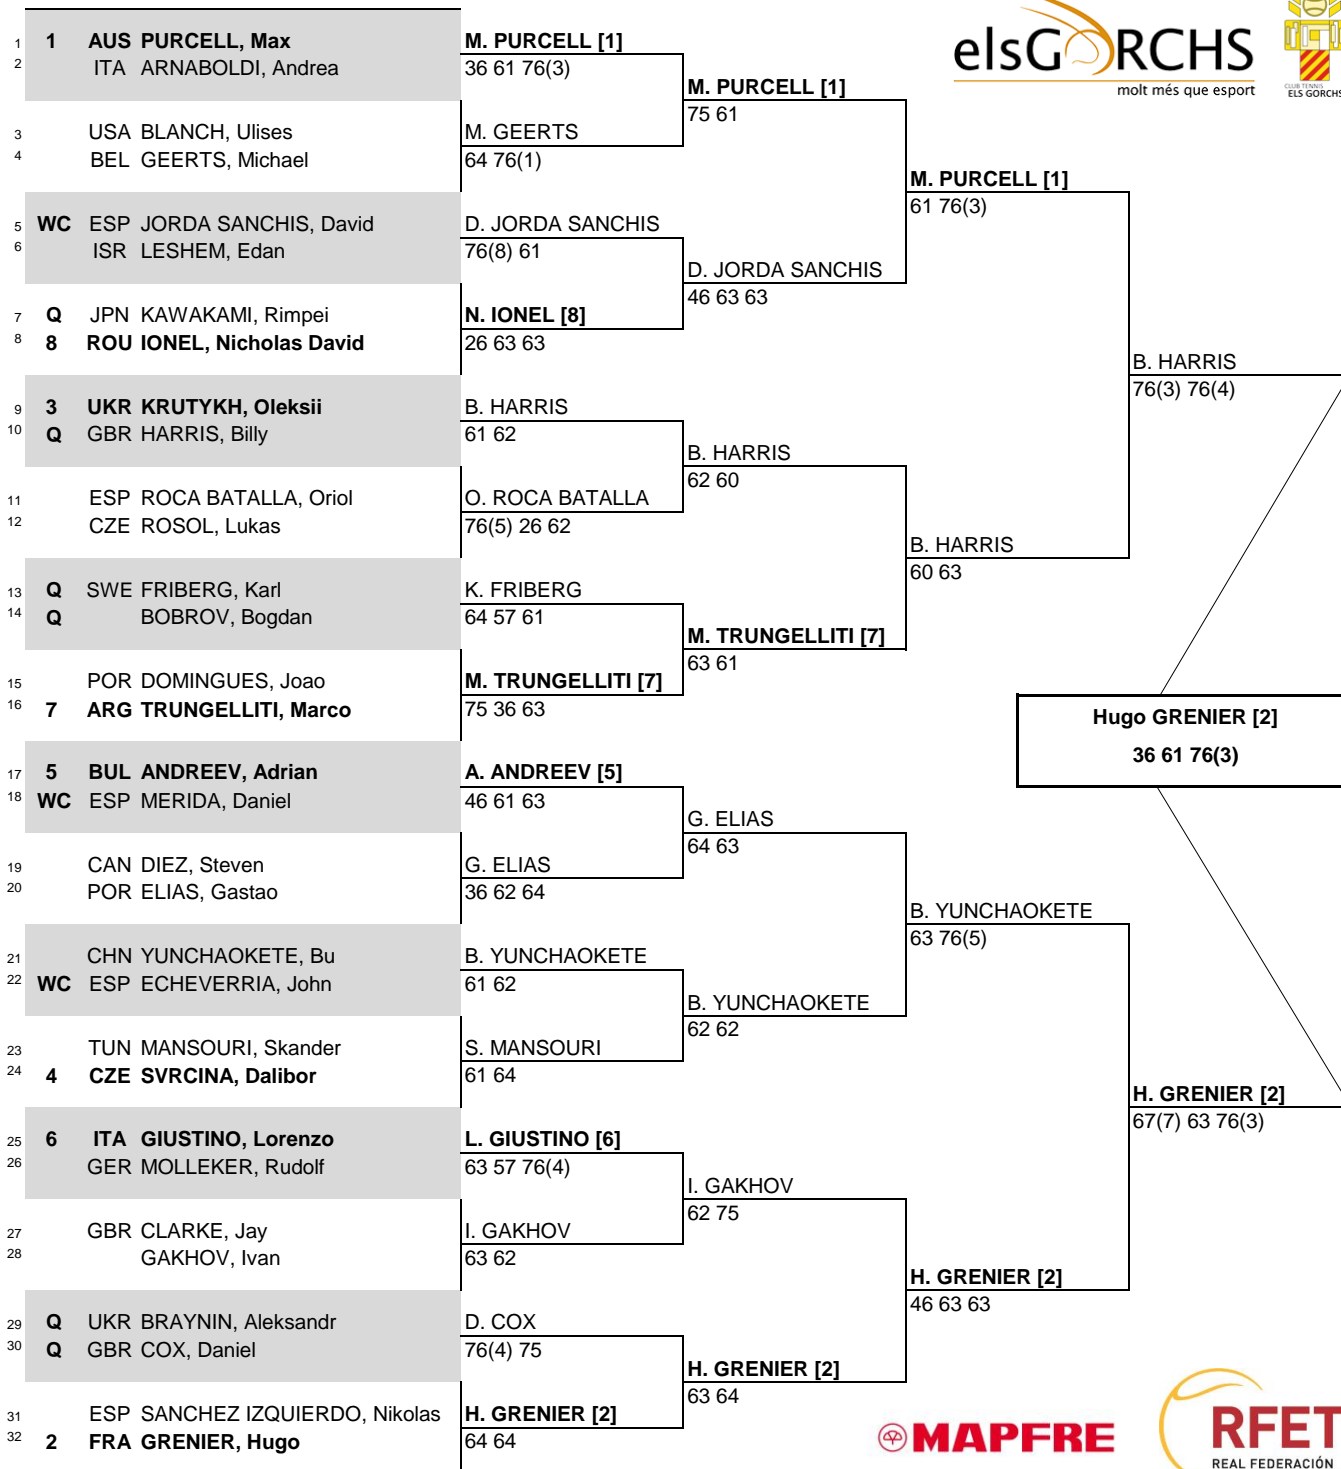 elsGORCHS
molt més que esport
CLUB TENNIS
ELS GORCHS
1 1 AUS PURCELL, Max
2 ITA ARNABOLDI, Andrea
3 USA BLANCH, Ulises
4 BEL GEERTS, Michael
5 WC ESP JORDA SANCHIS, David
6 ISR LESHEM, Edan
7 Q JPN KAWAKAMI, Rimpei
8 8 ROU IONEL, Nicholas David
9 3 UKR KRUTYKH, Oleksii
10 Q GBR HARRIS, Billy
11 ESP ROCA BATALLA, Oriol
12 CZE ROSOL, Lukas
13 Q SWE FRIBERG, Karl
14 Q BOBROV, Bogdan
15 POR DOMINGUES, Joao
16 7 ARG TRUNGELLITI, Marco
17 5 BUL ANDREEV, Adrian
18 WC ESP MERIDA, Daniel
19 CAN DIEZ, Steven
20 POR ELIAS, Gastao
21 CHN YUNCHAOKETE, Bu
22 WC ESP ECHEVERRIA, John
23 TUN MANSOURI, Skander
24 4 CZE SVRCINA, Dalibor
25 6 ITA GIUSTINO, Lorenzo
26 GER MOLLEKER, Rudolf
27 GBR CLARKE, Jay
28 GAKHOV, Ivan
29 Q UKR BRAYNIN, Aleksandr
30 Q GBR COX, Daniel
31 ESP SANCHEZ IZQUIERDO, Nikolas
32 2 FRA GRENIER, Hugo
M. PURCELL [1]
36 61 76(3)
M. GEERTS
64 76(1)
D. JORDA SANCHIS
76(8) 61
N. IONEL [8]
26 63 63
B. HARRIS
61 62
O. ROCA BATALLA
76(5) 26 62
K. FRIBERG
64 57 61
M. TRUNGELLITI [7]
75 36 63
A. ANDREEV [5]
46 61 63
G. ELIAS
36 62 64
B. YUNCHAOKETE
61 62
S. MANSOURI
61 64
L. GIUSTINO [6]
63 57 76(4)
I. GAKHOV
63 62
D. COX
76(4) 75
H. GRENIER [2]
64 64
M. PURCELL [1]
75 61
D. JORDA SANCHIS
46 63 63
B. HARRIS
62 60
M. TRUNGELLITI [7]
63 61
G. ELIAS
64 63
B. YUNCHAOKETE
62 62
I. GAKHOV
62 75
H. GRENIER [2]
63 64
M. PURCELL [1]
61 76(3)
B. HARRIS
60 63
B. YUNCHAOKETE
63 76(5)
H. GRENIER [2]
46 63 63
B. HARRIS
76(3) 76(4)
H. GRENIER [2]
67(7) 63 76(3)
Hugo GRENIER [2]
36 61 76(3)
MAPFRE
RFET
REAL FEDERACIÓN